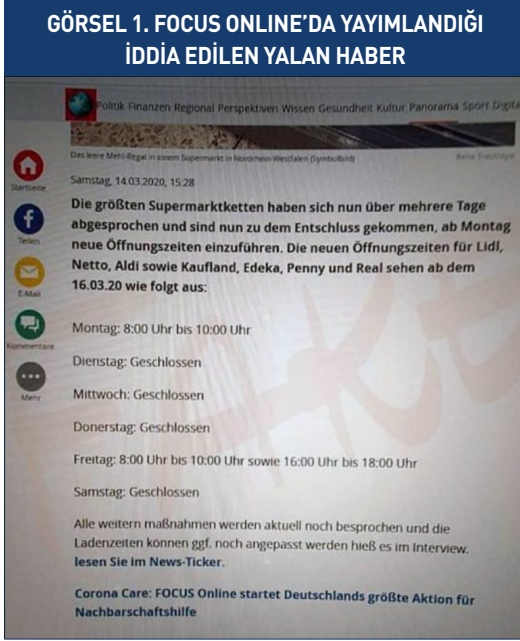 GÖRSEL 1. FOCUS ONLINE’DA YAYIMLANDIĞI
İDDİA EDİLEN YALAN HABER
Politik Finanzen Regional Perspektiven Wissen Gesundheit Kultur Panorama Sport Digita
Das leere Mehl-Regal in einem Supermarkt in Nordrhein-Westfalen (Symbolbild)
Startseite
Samstag, 14.03.2020, 15:28
Die größten Supermarktketten haben sich nun über mehrere Tage
abgesprochen und sind nun zu dem Entschluss gekommen, ab Montag
neue Öffnungszeiten einzuführen. Die neuen Öffnungszeiten für Lidl,
Netto, Aldi sowie Kaufland, Edeka, Penny und Real sehen ab dem
16.03.20 wie folgt aus:
Teilen
E-Mail
Kommentare
Mehr
Montag: 8:00 Uhr bis 10:00 Uhr
Dienstag: Geschlossen
Mittwoch: Geschlossen
Donerstag: Geschlossen
Freitag: 8:00 Uhr bis 10:00 Uhr sowie 16:00 Uhr bis 18:00 Uhr
Samstag: Geschlossen
Alle weitern maßnahmen werden aktuell noch besprochen und die
Ladenzeiten können ggf. noch angepasst werden hieß es im Interview.
lesen Sie im News-Ticker.
Corona Care: FOCUS Online startet Deutschlands größte Aktion für
Nachbarschaftshilfe